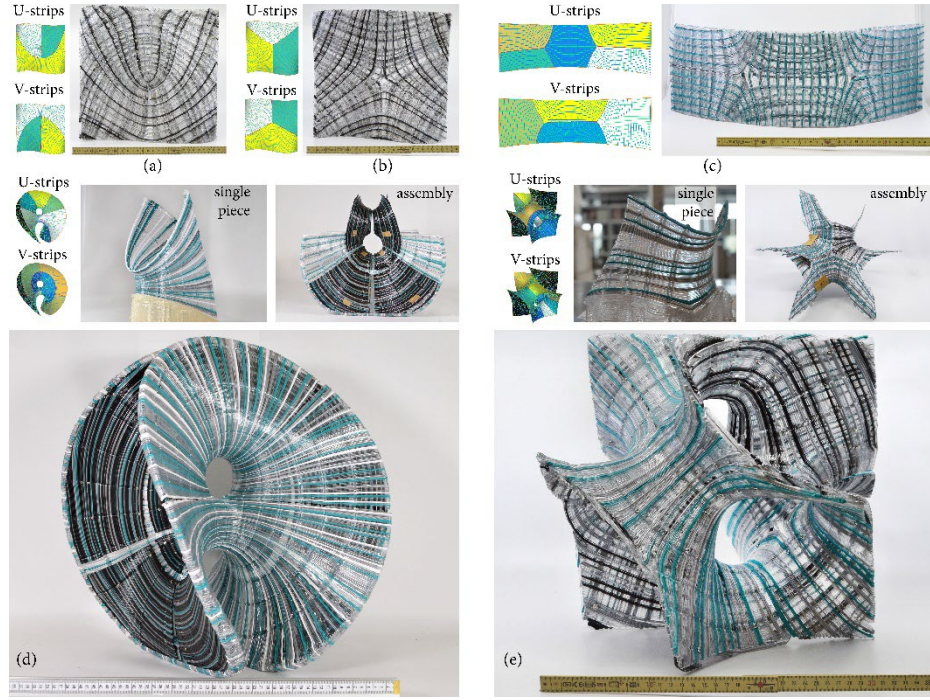 U-strips
V-strips
(a)
U-strips
V-strips
(b)
U-strips
V-strips
(c)
U-strips
V-strips
single
piece
assembly
U-strips
V-strips
single
piece
assembly
(d)
(e)